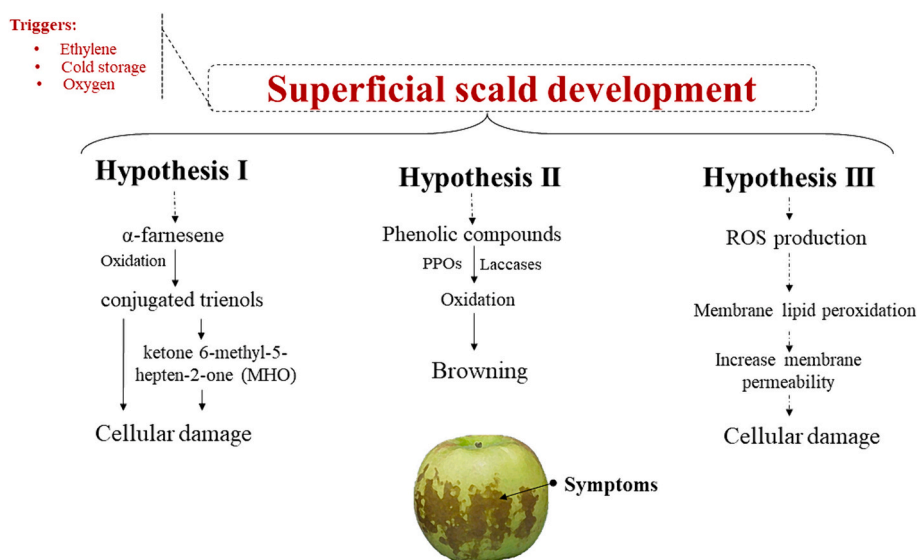 Triggers:
• Ethylene
• Cold storage
• Oxygen
Superficial scald development
Hypothesis I
α-farnesene
Oxidation
conjugated trienols
ketone 6-methyl-5-
hepten-2-one (MHO)
Cellular damage
Hypothesis II
Phenolic compounds
PPOs Laccases
Oxidation
Browning
Hypothesis III
ROS production
Membrane lipid peroxidation
Increase membrane
permeability
Cellular damage
Symptoms